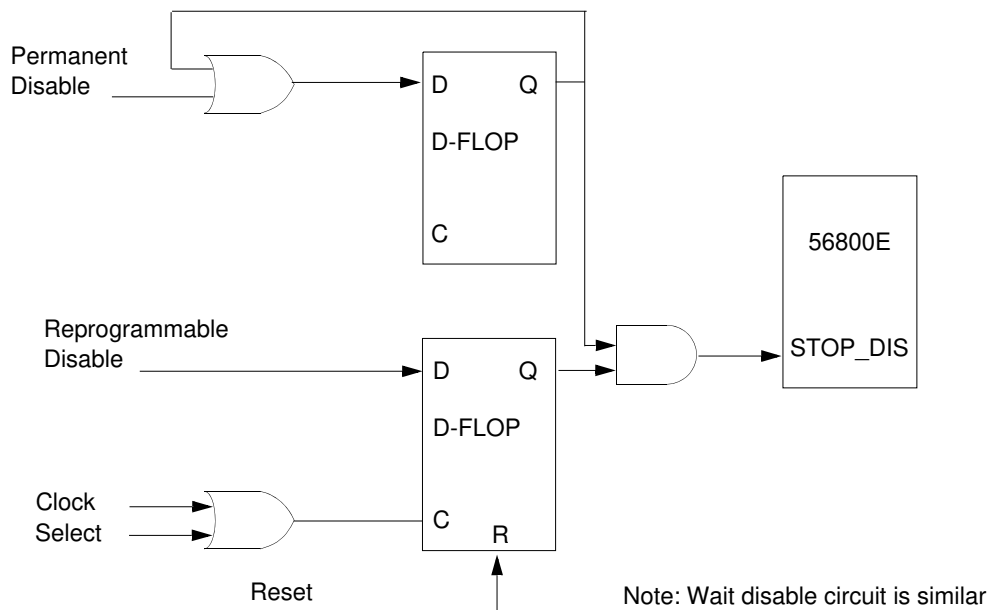 Permanent
Disable
D Q
D-FLOP
C
56800E
STOP_DIS
Reprogrammable
Disable
D Q
D-FLOP
Clock
Select
C
R
Reset
Note: Wait disable circuit is similar